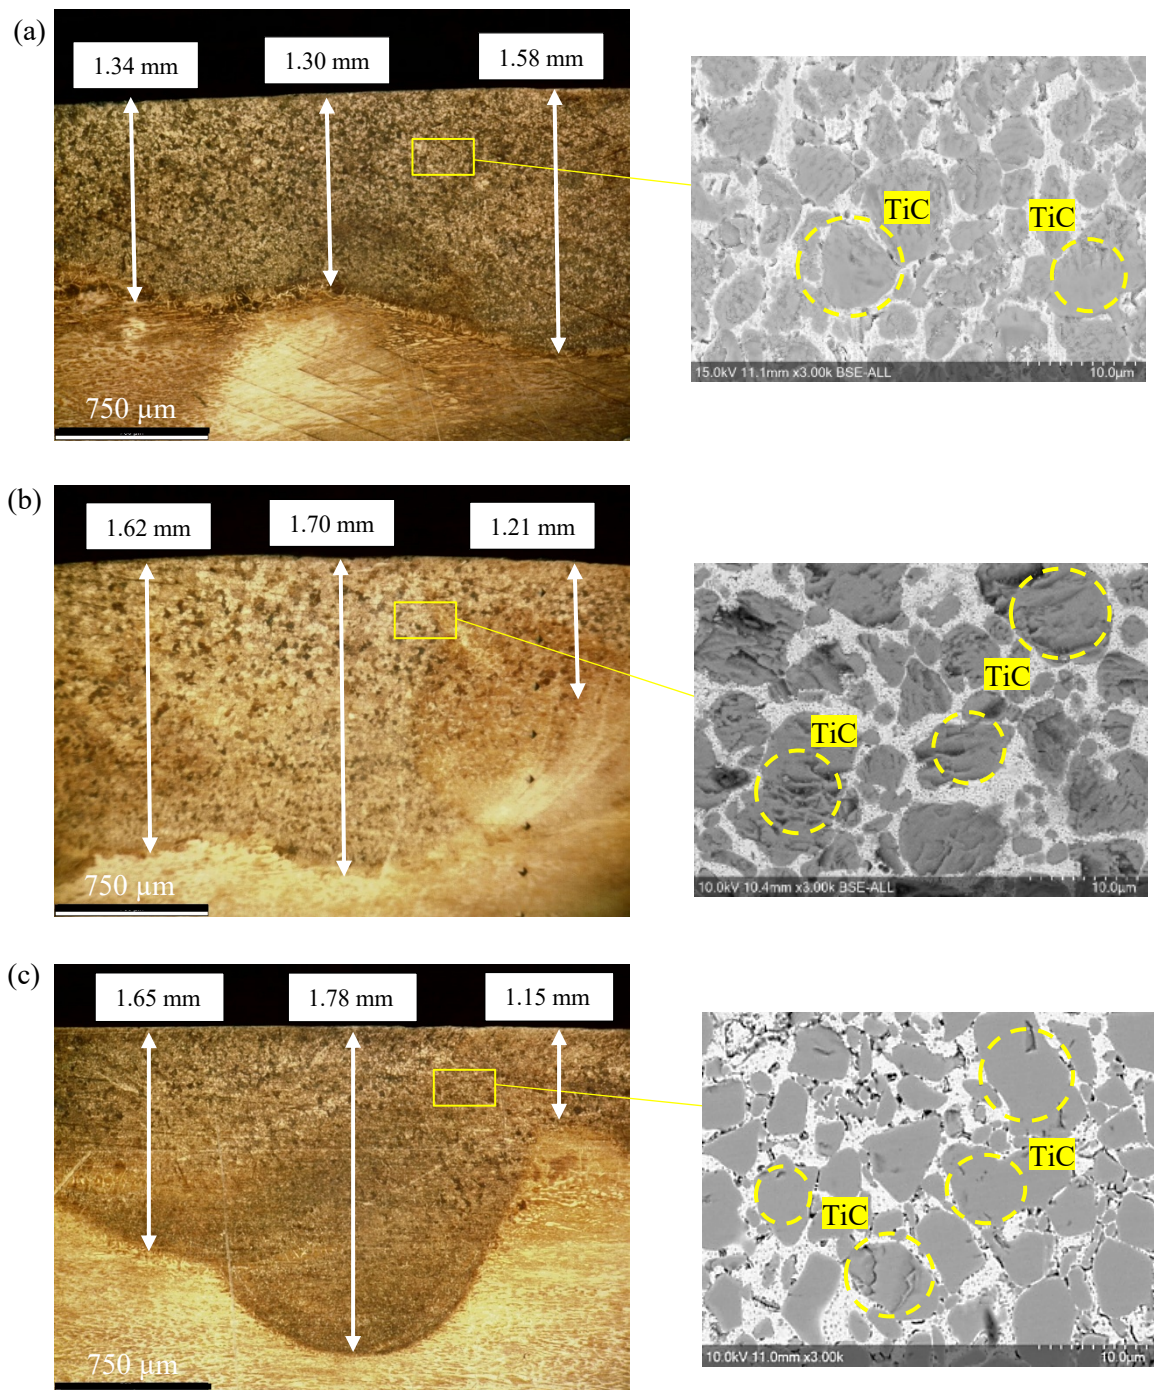 (a)
1.34 mm
1.30 mm
1.58 mm
TiC
TiC
15.0kV 11.1mm x3.00k BSE-ALL
10.0µm
750 µm
(b)
1.62 mm
1.70 mm
1.21 mm
TiC
TiC
10.0kV 10.4mm x3.00k BSE-ALL
10.0µm
750 µm
(c)
1.65 mm
1.78 mm
1.15 mm
TiC
TiC
10.0kV 11.0mm x3.00k
10.0µm
750 µm